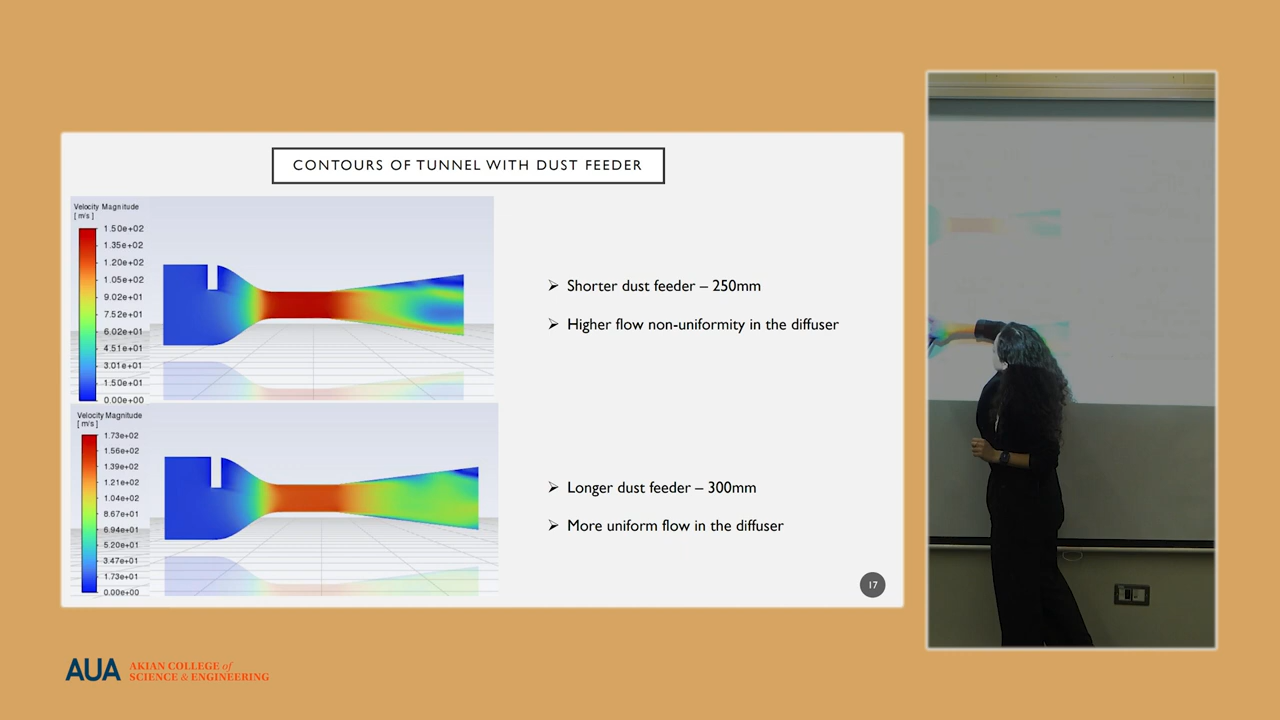 CONTOURS OF TUNNEL WITH DUST FEEDER
Velocity Magnitude
[ m/s ]
1.50e+02
1.35e+02
1.20e+02
1.05e+02
9.02e+01
7.52e+01
6.02e+01
4.51e+01
3.01e+01
1.50e+01
0.00e+00
➢ Shorter dust feeder – 250mm
➢ Higher flow non-uniformity in the diffuser
Velocity Magnitude
[ m/s ]
1.73e+02
1.56e+02
1.39e+02
1.21e+02
1.04e+02
8.67e+01
6.94e+01
5.20e+01
3.47e+01
1.73e+01
0.00e+00
➢ Longer dust feeder – 300mm
➢ More uniform flow in the diffuser
17
AUA
AKIAN COLLEGE of
SCIENCE & ENGINEERING